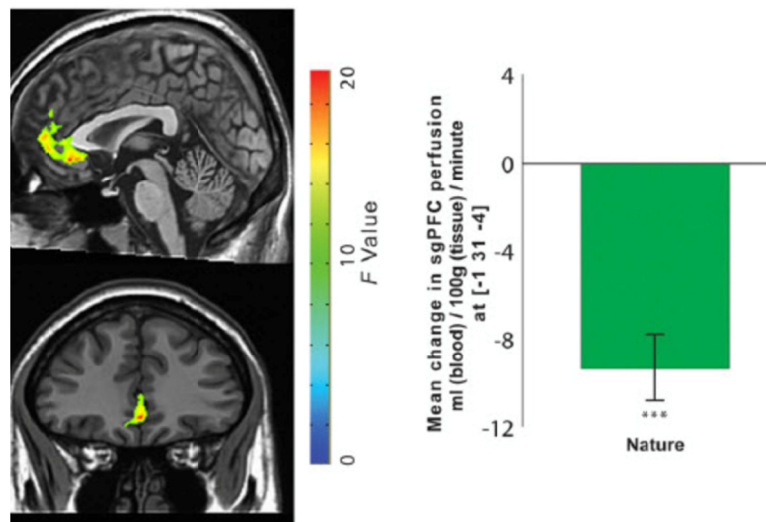 20
10
0
F Value
Mean change in sgPFC perfusion
ml (blood) / 100g (tissue) / minute
at [-1 31 -4]
4
0
-4
-8
-12
***
Nature